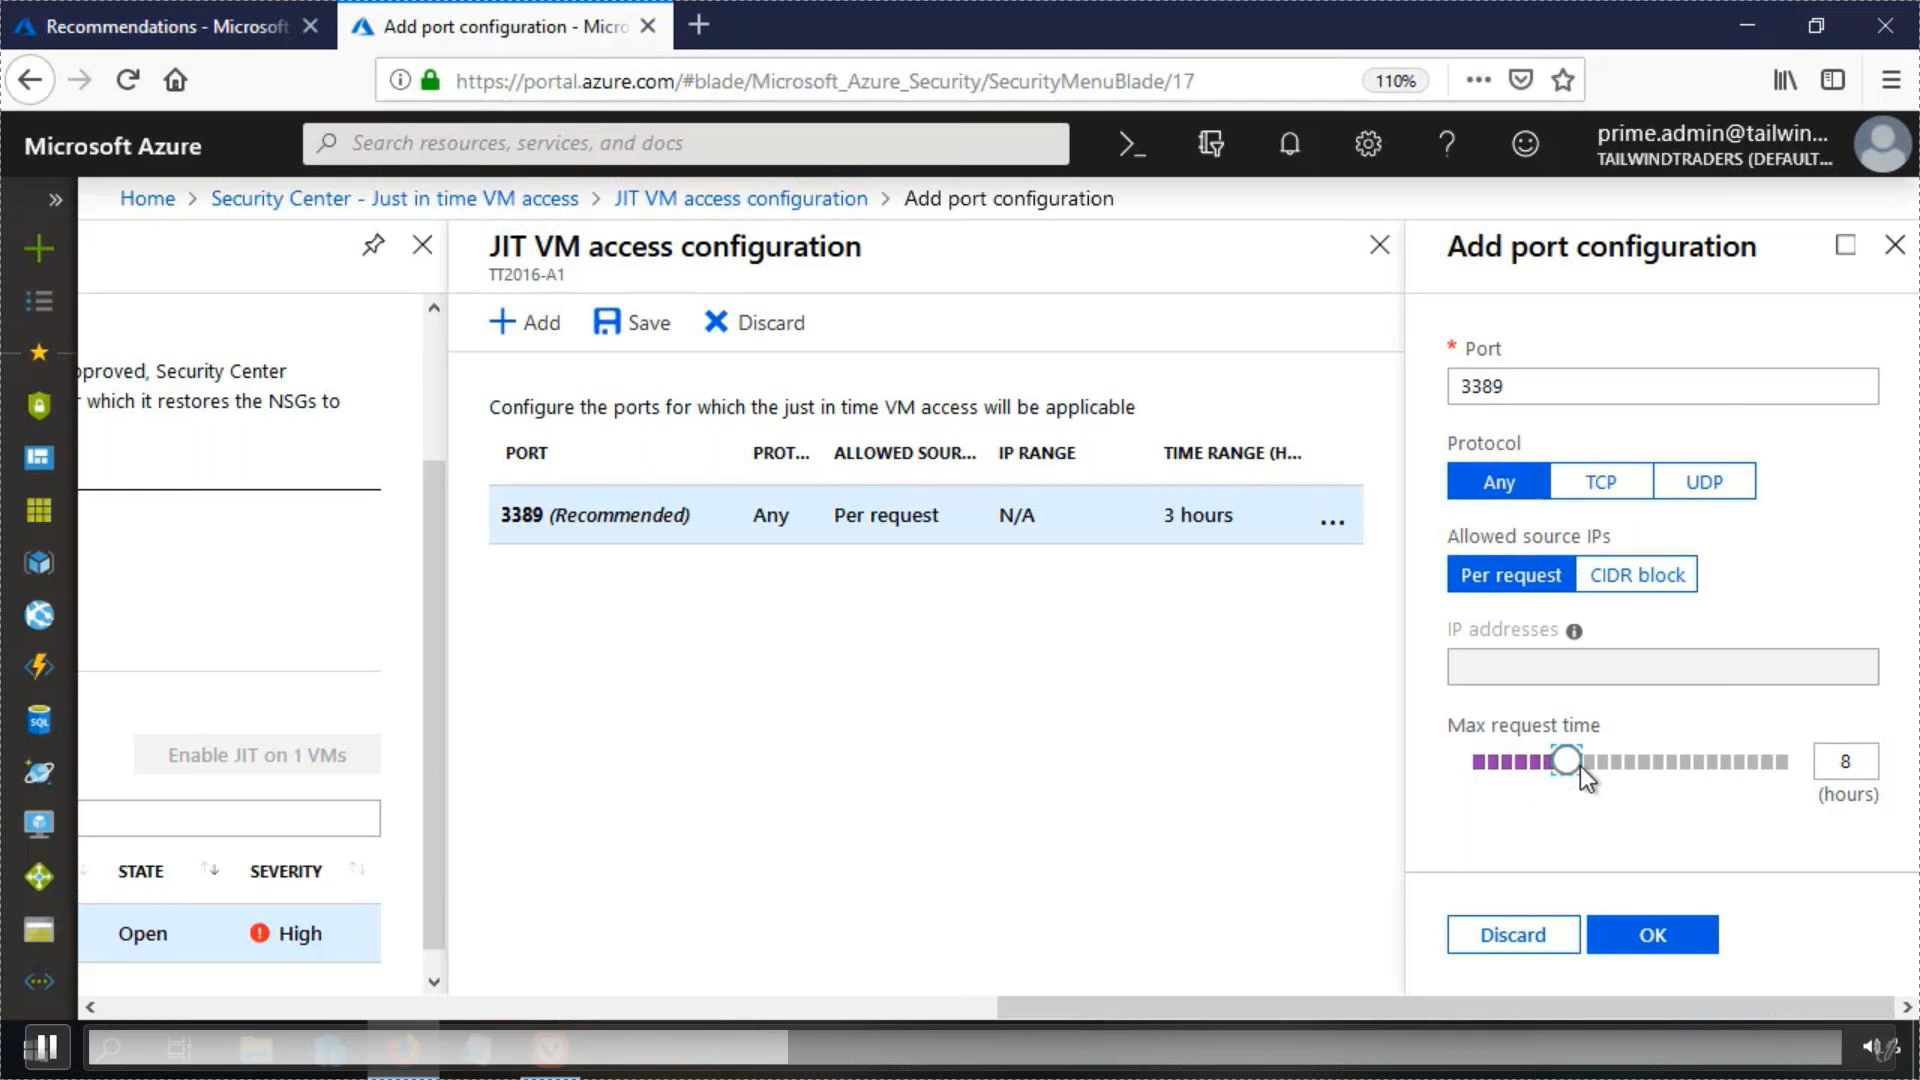 Recommendations - Microsoft
Add port configuration - Micro
https://portal.azure.com/#blade/Microsoft_Azure_Security/SecurityMenuBlade/17
110%
Microsoft Azure
Search resources, services, and docs
prime.admin@tailwin...
TAILWINDTRADERS (DEFAULT...
Home > Security Center - Just in time VM access > JIT VM access configuration > Add port configuration
pproved, Security Center
which it restores the NSGs to
Enable JIT on 1 VMs
STATE SEVERITY
Open High
JIT VM access configuration
TT2016-A1
Add Save Discard
Configure the ports for which the just in time VM access will be applicable
PORT PROT... ALLOWED SOUR... IP RANGE TIME RANGE (H...
3389 (Recommended) Any Per request N/A 3 hours ...
Add port configuration
* Port
3389
Protocol
Any TCP UDP
Allowed source IPs
Per request CIDR block
IP addresses
Max request time
8
(hours)
Discard OK
SQL